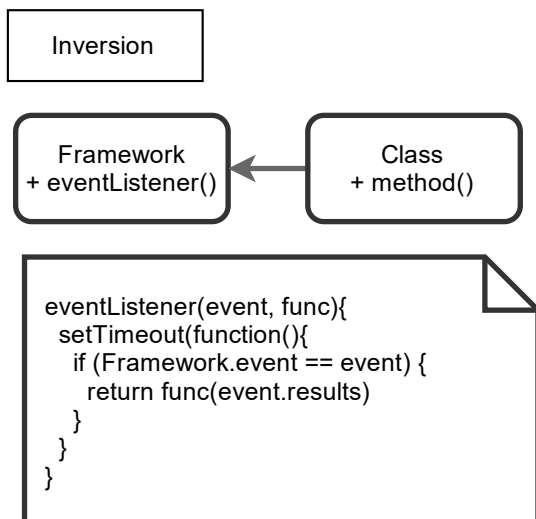 Inversion
Framework
+ eventListener()
Class
+ method()
eventListener(event, func){
  setTimeout(function(){
    if (Framework.event == event) {
      return func(event.results)
    }
  }
}